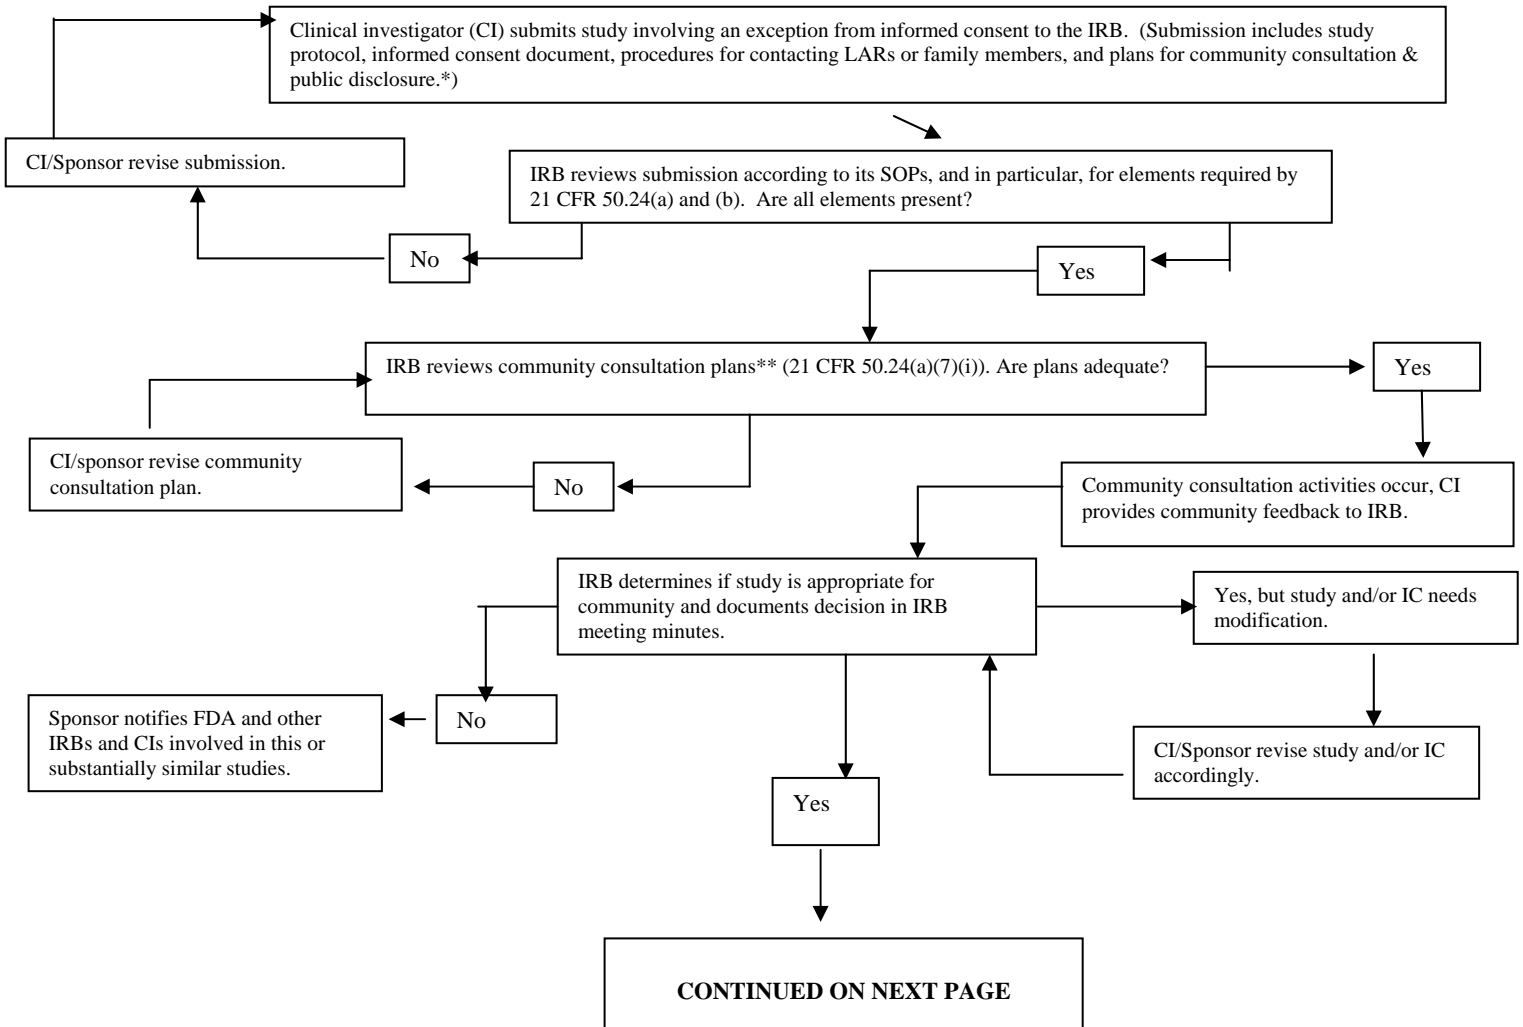 Clinical investigator (CI) submits study involving an exception from informed consent to the IRB.  (Submission includes study
protocol, informed consent document, procedures for contacting LARs or family members, and plans for community consultation &
public disclosure.*)
CI/Sponsor revise submission.
IRB reviews submission according to its SOPs, and in particular, for elements required by
21 CFR 50.24(a) and (b).  Are all elements present?
No
Yes
IRB reviews community consultation plans** (21 CFR 50.24(a)(7)(i)). Are plans adequate?
Yes
CI/sponsor revise community
consultation plan.
No
Community consultation activities occur, CI
provides community feedback to IRB.
IRB determines if study is appropriate for
community and documents decision in IRB
meeting minutes.
Yes, but study and/or IC needs
modification.
Sponsor notifies FDA and other
IRBs and CIs involved in this or
substantially similar studies.
No
CI/Sponsor revise study and/or IC
accordingly.
Yes
CONTINUED ON NEXT PAGE